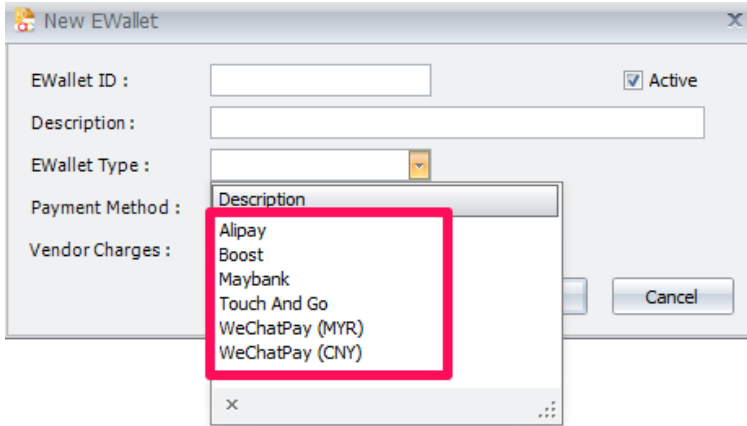 New EWallet
EWallet ID :
Active
Description :
EWallet Type :
Payment Method :
Description
Alipay
Boost
Maybank
Touch And Go
WeChatPay (MYR)
WeChatPay (CNY)
Vendor Charges :
Cancel